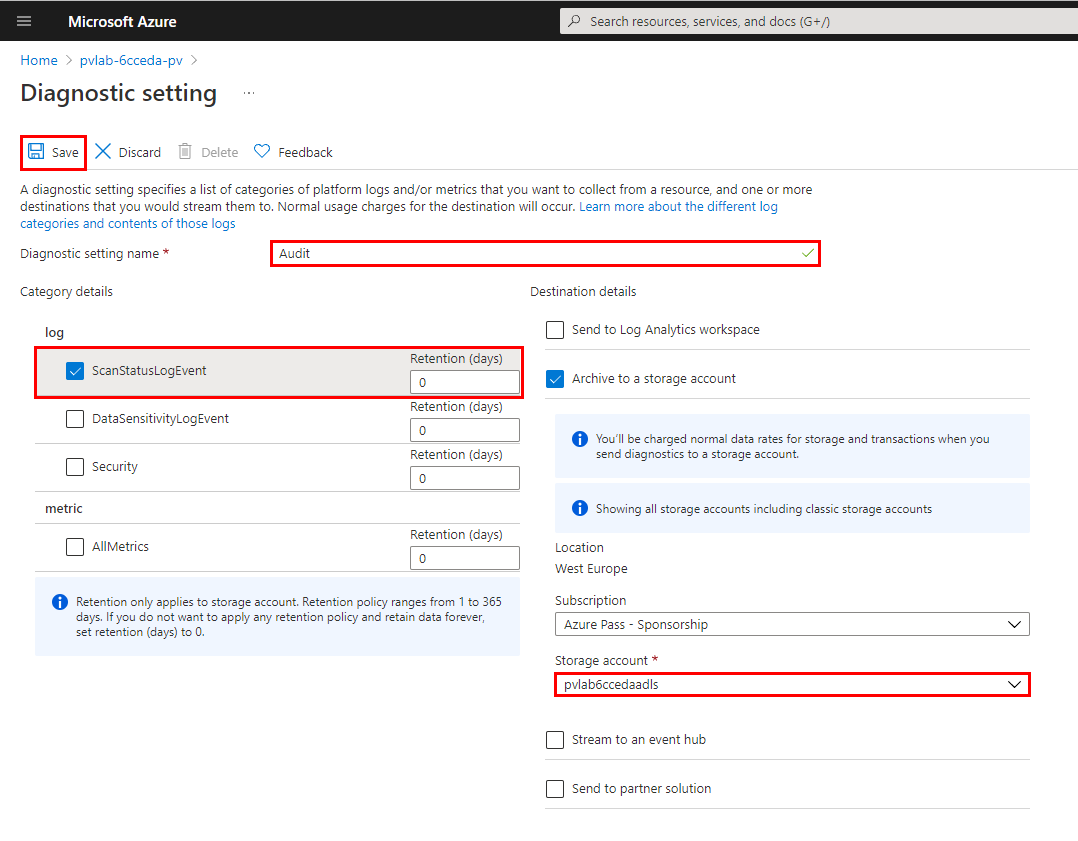 Microsoft Azure
Search resources, services, and docs (G+/)
Home > pvlab-6cceda-pv >
Diagnostic setting ...
Save Discard Delete Feedback
A diagnostic setting specifies a list of categories of platform logs and/or metrics that you want to collect from a resource, and one or more
destinations that you would stream them to. Normal usage charges for the destination will occur. Learn more about the different log
categories and contents of those logs
Diagnostic setting name *
Audit
Category details
log
ScanStatusLogEvent
Retention (days)
0
DataSensitivityLogEvent
Retention (days)
0
Security
Retention (days)
0
metric
AllMetrics
Retention (days)
0
Retention only applies to storage account. Retention policy ranges from 1 to 365
days. If you do not want to apply any retention policy and retain data forever,
set retention (days) to 0.
Destination details
Send to Log Analytics workspace
Archive to a storage account
You'll be charged normal data rates for storage and transactions when you
send diagnostics to a storage account.
Showing all storage accounts including classic storage accounts
Location
West Europe
Subscription
Azure Pass - Sponsorship
Storage account *
pvlab6ccedaadls
Stream to an event hub
Send to partner solution